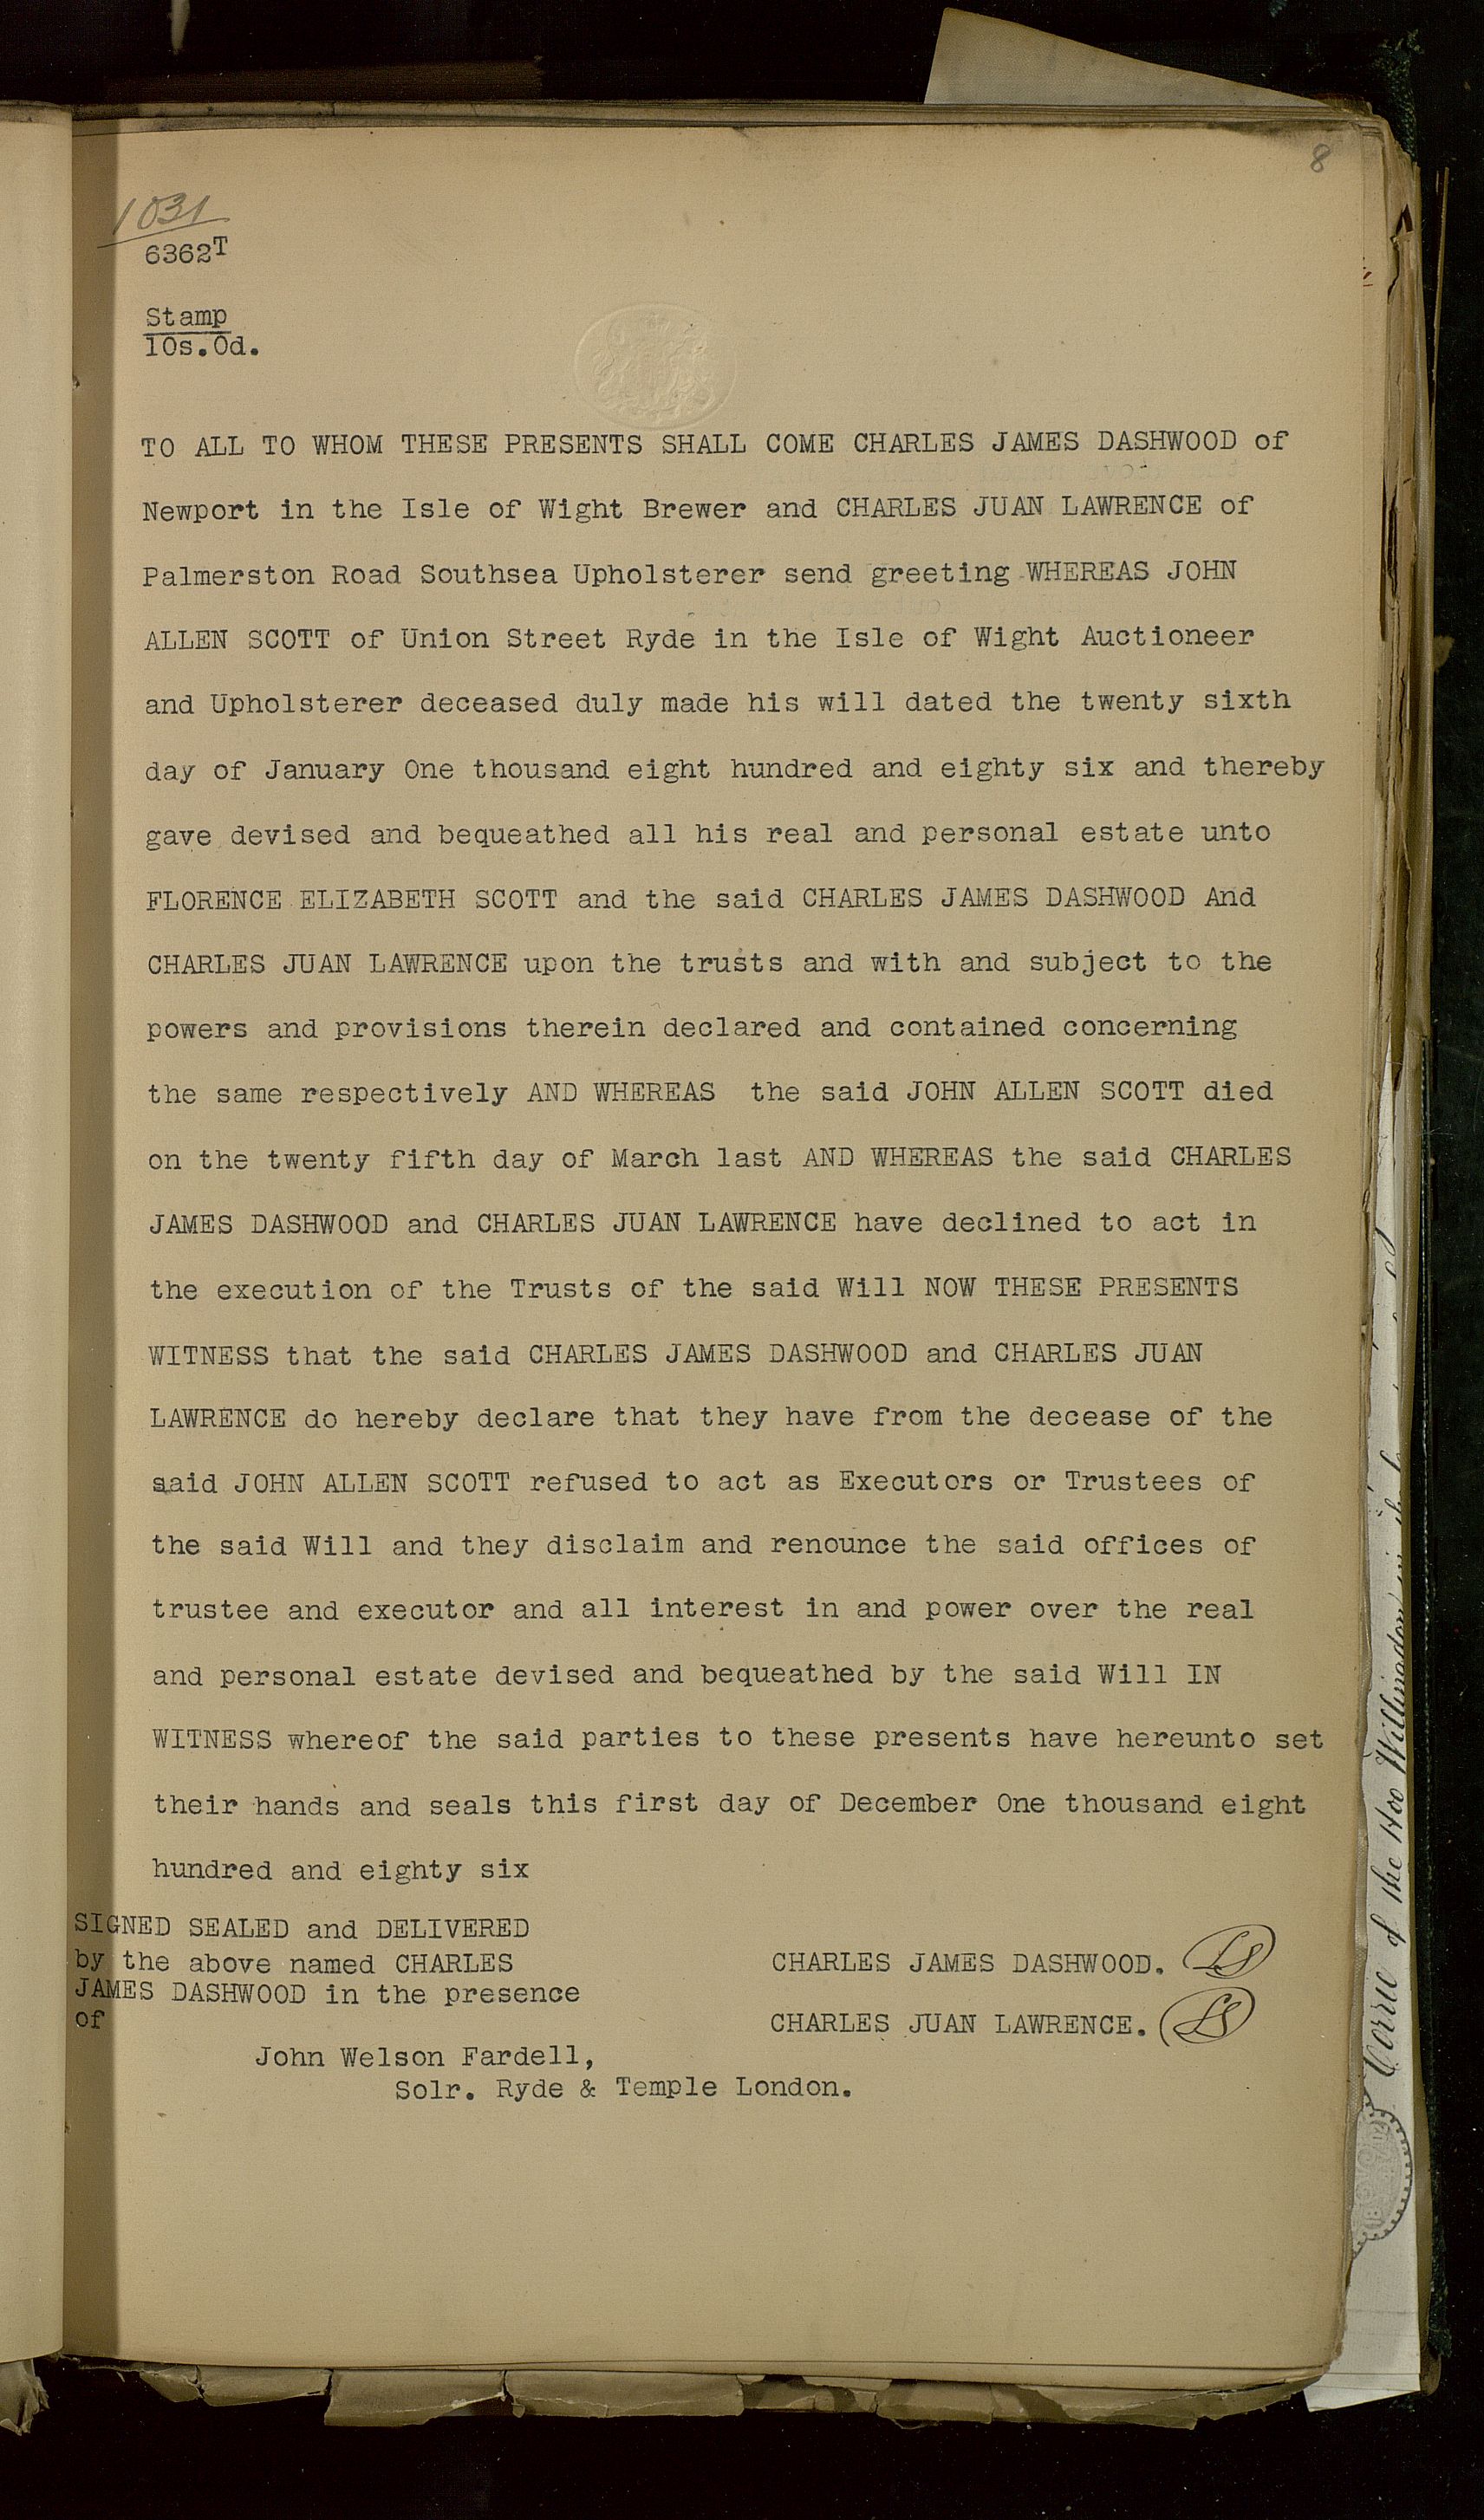 8
1031
6362T
Stamp
10s.0d.
TO ALL TO WHOM THESE PRESENTS SHALL COME CHARLES JAMES DASHWOOD of
Newport in the Isle of Wight Brewer and CHARLES JUAN LAWRENCE of
Palmerston Road Southsea Upholsterer send greeting WHEREAS JOHN
ALLEN SCOTT of Union Street Ryde in the Isle of Wight Auctioneer
and Upholsterer deceased duly made his will dated the twenty sixth
day of January One thousand eight hundred and eighty six and thereby
gave devised and bequeathed all his real and personal estate unto
FLORENCE ELIZABETH SCOTT and the said CHARLES JAMES DASHWOOD And
CHARLES JUAN LAWRENCE upon the trusts and with and subject to the
powers and provisions therein declared and contained concerning
the same respectively AND WHEREAS the said JOHN ALLEN SCOTT died
on the twenty fifth day of March last AND WHEREAS the said CHARLES
JAMES DASHWOOD and CHARLES JUAN LAWRENCE have declined to act in
the execution of the Trusts of the said Will NOW THESE PRESENTS
WITNESS that the said CHARLES JAMES DASHWOOD and CHARLES JUAN
LAWRENCE do hereby declare that they have from the decease of the
said JOHN ALLEN SCOTT refused to act as Executors or Trustees of
the said Will and they disclaim and renounce the said offices of
trustee and executor and all interest in and power over the real
and personal estate devised and bequeathed by the said Will IN
WITNESS whereof the said parties to these presents have hereunto set
their hands and seals this first day of December One thousand eight
hundred and eighty six
SIGNED SEALED and DELIVERED
by the above named CHARLES
JAMES DASHWOOD in the presence
of
CHARLES JAMES DASHWOOD. LS
CHARLES JUAN LAWRENCE. LS
John Welson Fardell,
Solr. Ryde & Temple London.
of the Hoo Willingdon in the